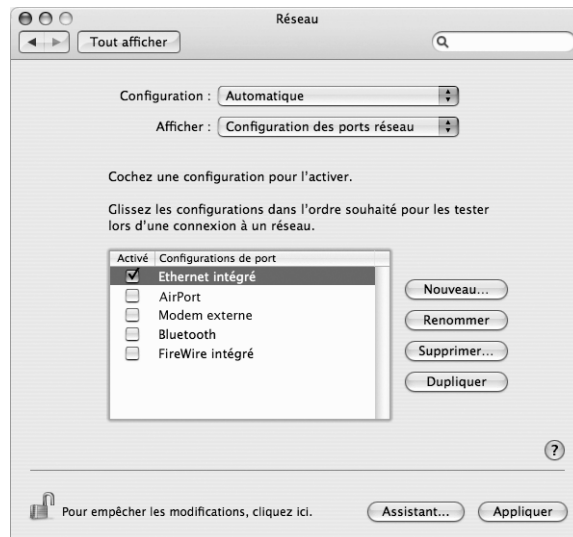 Réseau
Tout afficher
Configuration : Automatique
Afficher : Configuration des ports réseau
Cochez une configuration pour l'activer.
Glissez les configurations dans l'ordre souhaité pour les tester
lors d'une connexion à un réseau.
Activé Configurations de port
Ethernet intégré
AirPort
Modem externe
Bluetooth
FireWire intégré
Nouveau...
Renommer
Supprimer...
Dupliquer
?
Pour empêcher les modifications, cliquez ici.
Assistant...
Appliquer